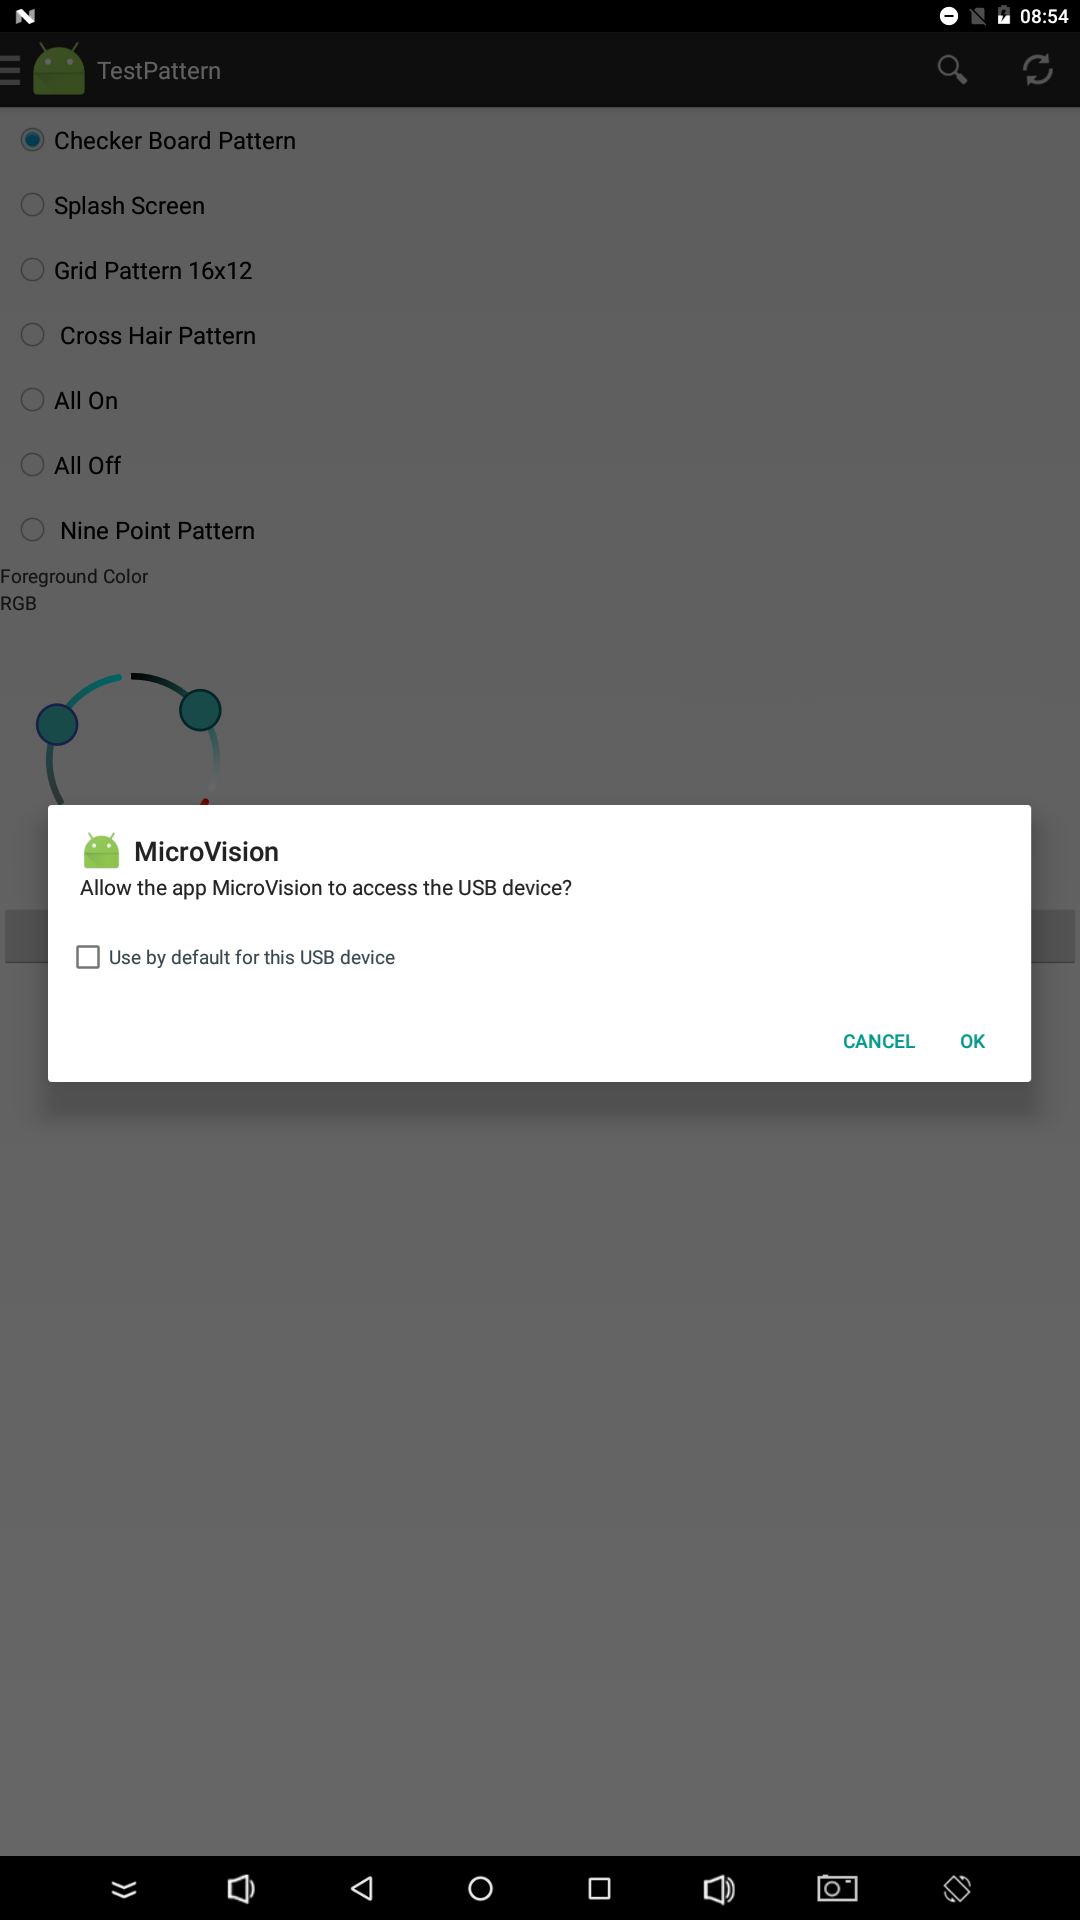 08:54
TestPattern
Checker Board Pattern
Splash Screen
Grid Pattern 16x12
Cross Hair Pattern
All On
All Off
Nine Point Pattern
Foreground Color
RGB
MicroVision
Allow the app MicroVision to access the USB device?
Use by default for this USB device
CANCEL OK